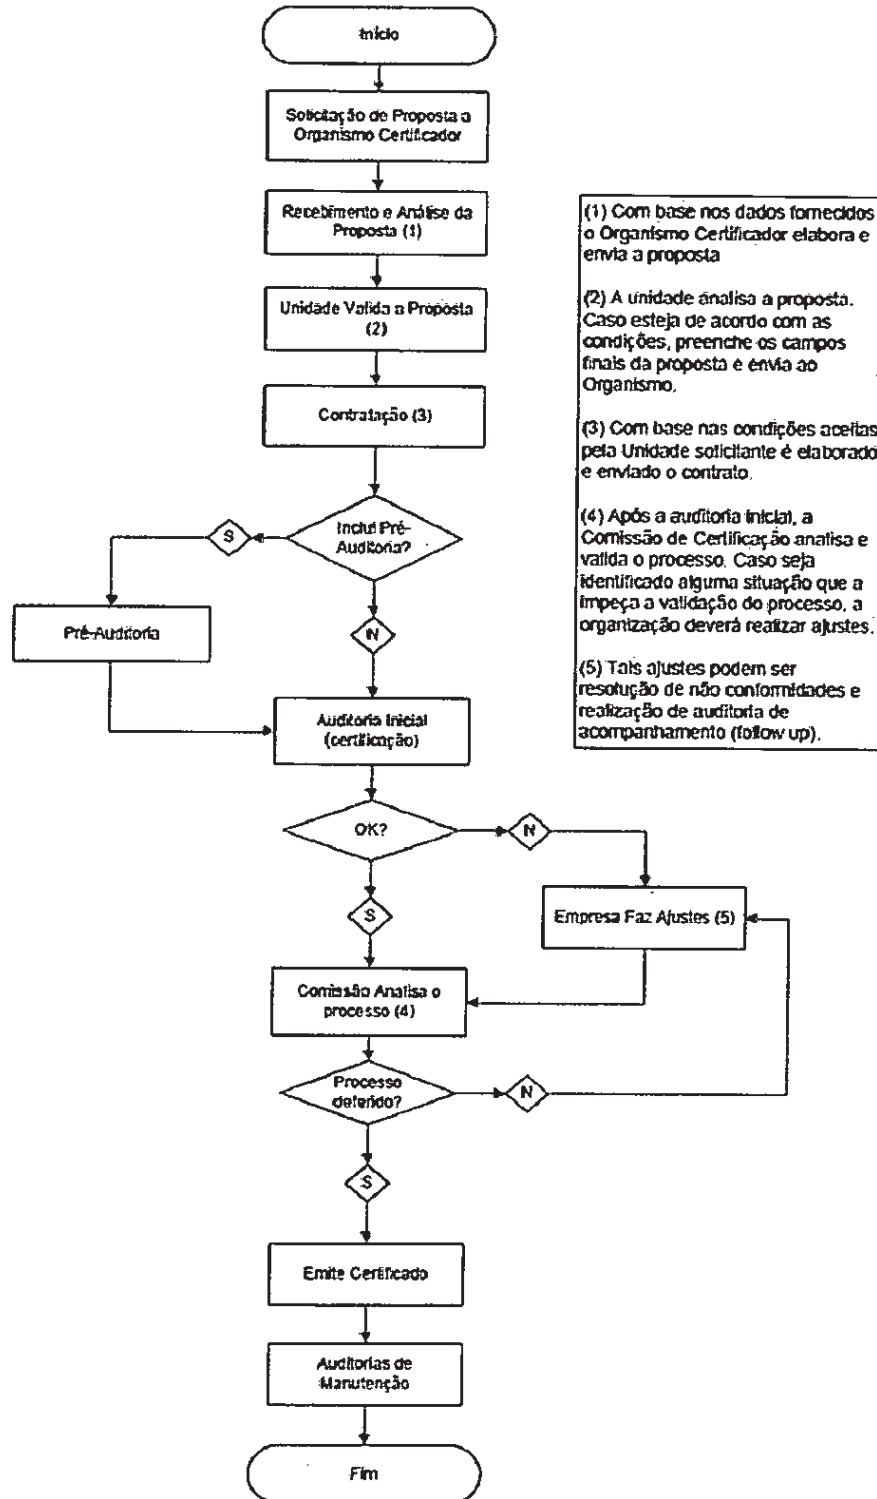 Início
Solicitação de Proposta a
Organismo Certificador
Recebimento e Análise da
Proposta (1)
Unidade Valida a Proposta
(2)
Contratação (3)
Inclui Pré-
Auditoria?
S
N
Pré-Auditoria
Auditoria Inicial
(certificação)
OK?
N
S
Empresa Faz Ajustes (5)
Comissão Analisa o
processo (4)
Processo
deferido?
N
S
Emite Certificado
Auditorias de
Manutenção
Fim
(1) Com base nos dados fornecidos
o Organismo Certificador elabora e
envia a proposta
(2) A unidade analisa a proposta.
Caso esteja de acordo com as
condições, preenche os campos
finais da proposta e envia ao
Organismo.
(3) Com base nas condições aceitas
pela Unidade solicitante é elaborado
e enviado o contrato.
(4) Após a auditoria inicial, a
Comissão de Certificação analisa e
valida o processo. Caso seja
identificado alguma situação que a
impeça a validação do processo, a
organização deverá realizar ajustes.
(5) Tais ajustes podem ser
resolução de não conformidades e
realização de auditoria de
acompanhamento (follow up).